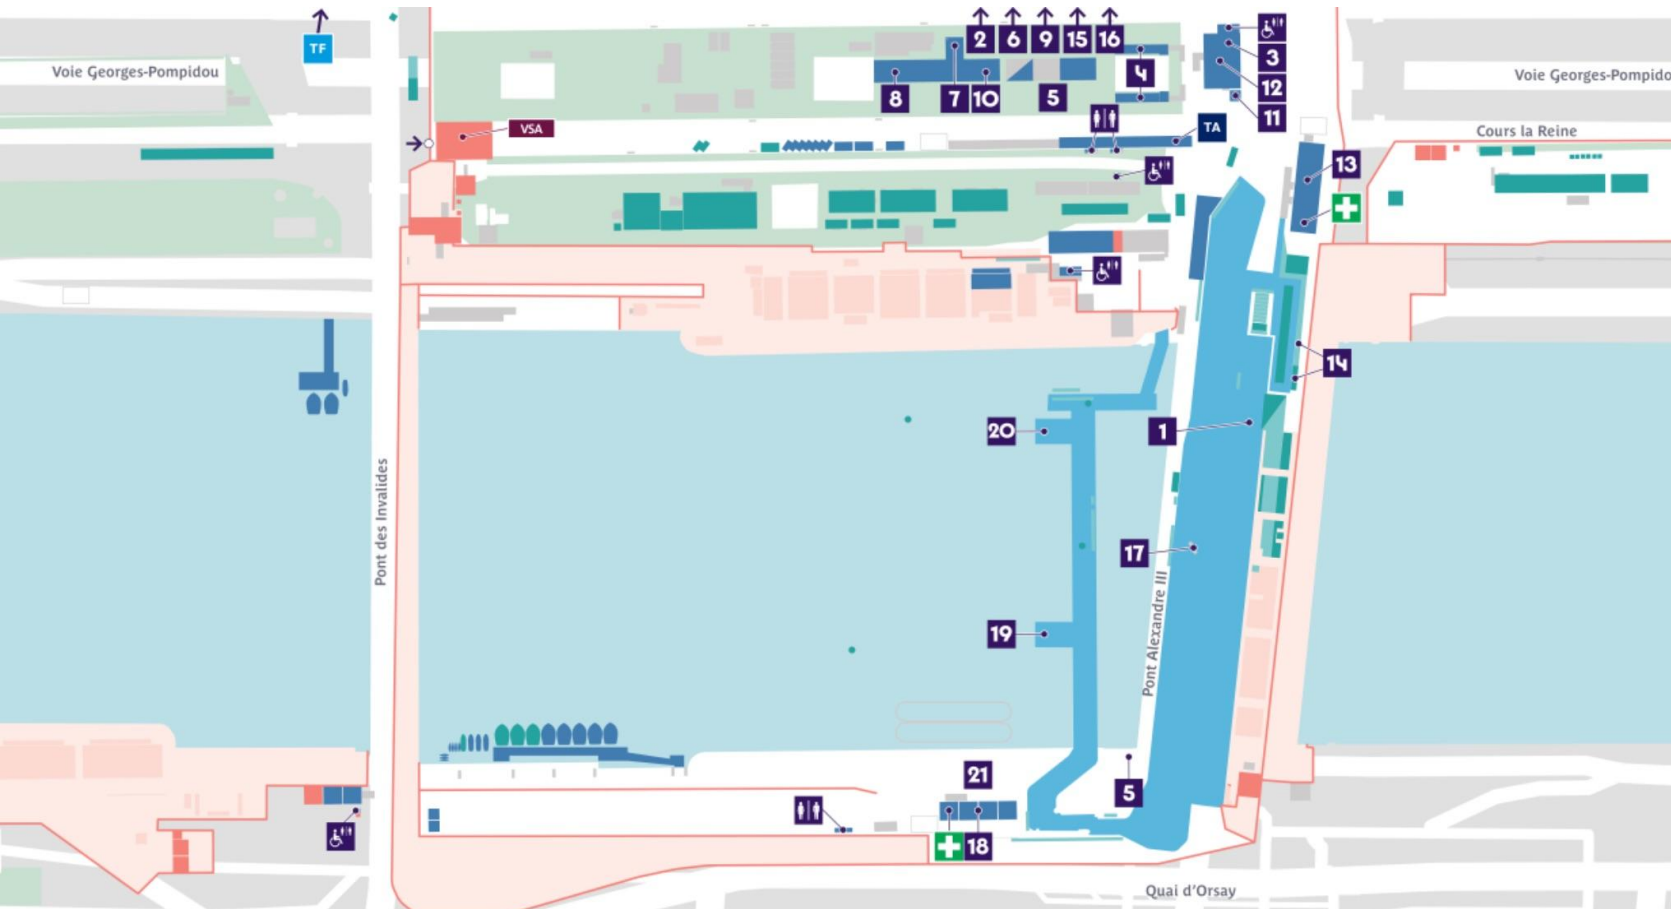 2 6 9 15 16
TF
3
Voie Georges-Pompidou
4
Voie Georges-Pompido
12
8 7 10 5
11
VSA
TA
Cours la Reine
13
14
20
1
Pont des Invalides
17
Pont Alexandre III
19
21
5
18
Quai d'Orsay